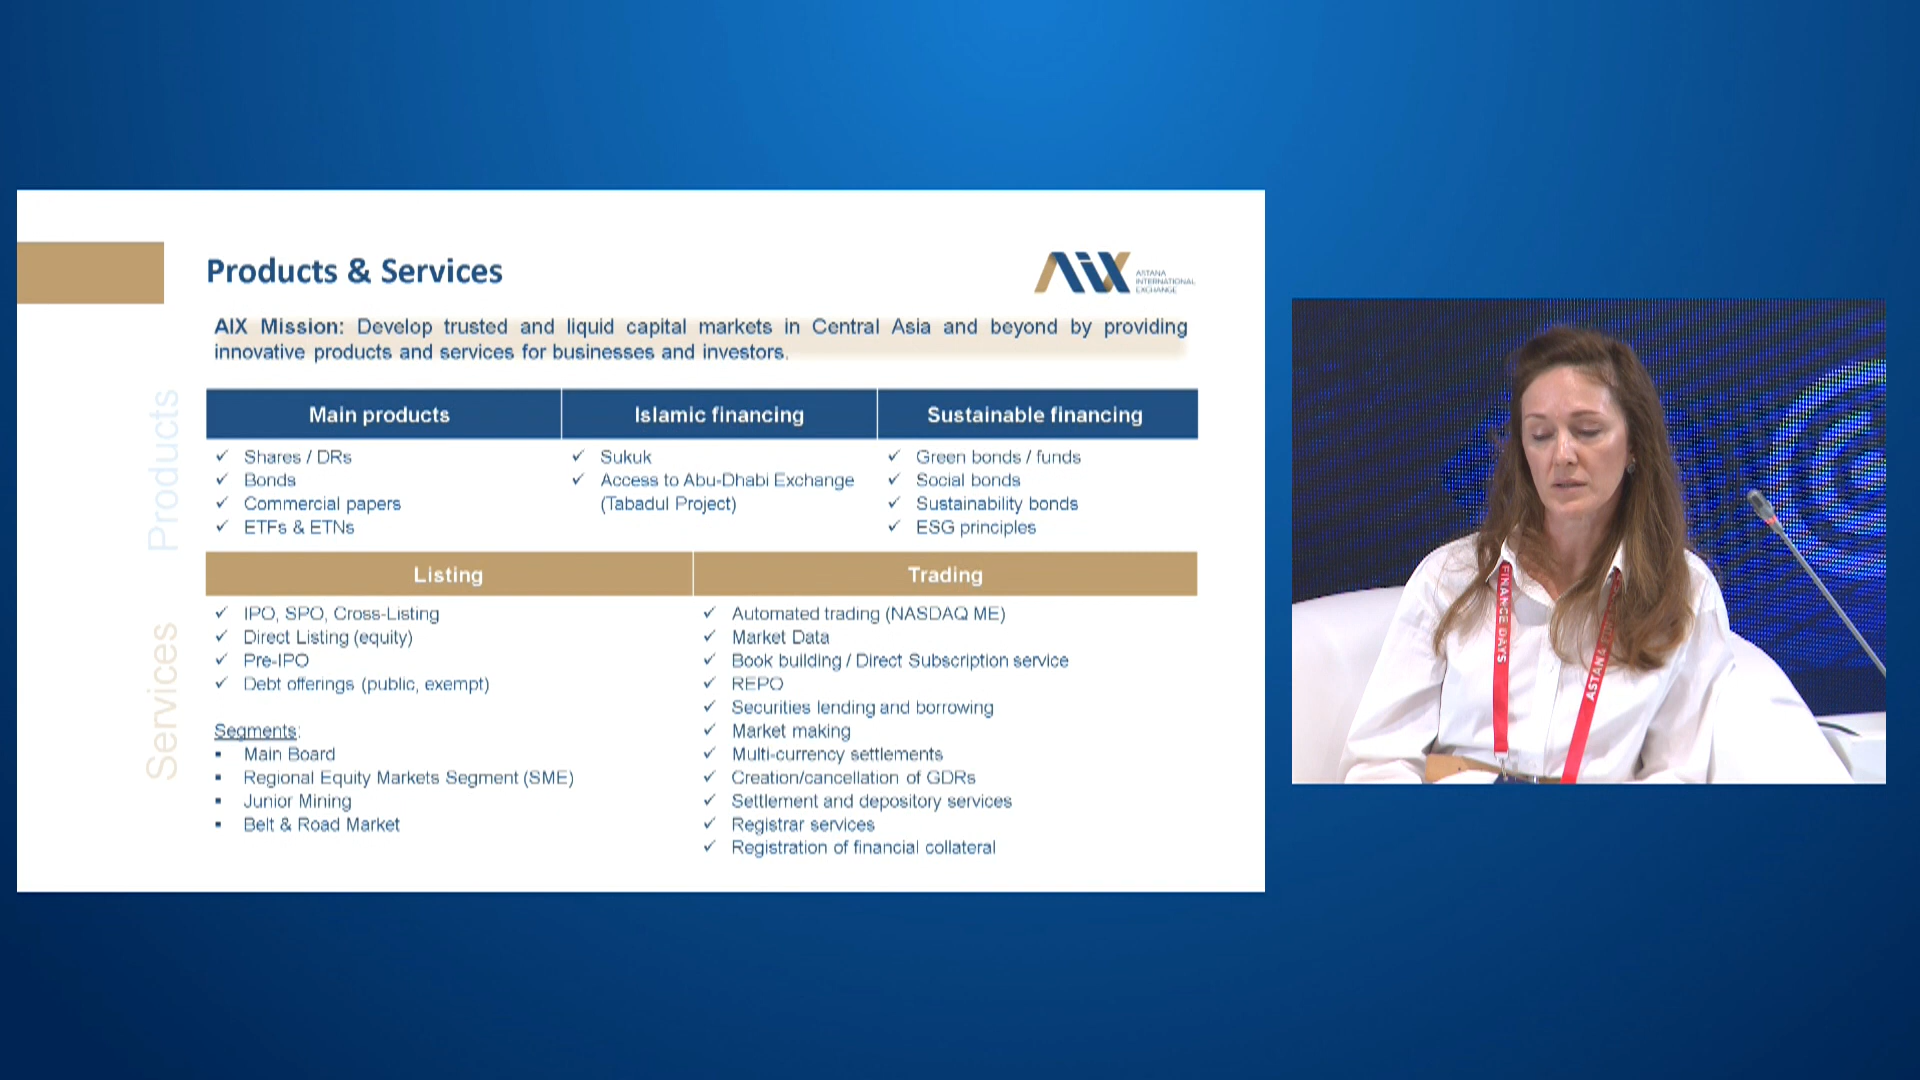 Products & Services
AIX
ASTANA
INTERNATIONAL
EXCHANGE
AIX Mission: Develop trusted and liquid capital markets in Central Asia and beyond by providing
innovative products and services for businesses and investors.
Products
Main products
Islamic financing
Sustainable financing
✓ Shares / DRs
✓ Bonds
✓ Commercial papers
✓ ETFs & ETNs
✓ Sukuk
✓ Access to Abu-Dhabi Exchange
(Tabadul Project)
✓ Green bonds / funds
✓ Social bonds
✓ Sustainability bonds
✓ ESG principles
Services
Listing
Trading
✓ IPO, SPO, Cross-Listing
✓ Direct Listing (equity)
✓ Pre-IPO
✓ Debt offerings (public, exempt)
Segments:
▪ Main Board
▪ Regional Equity Markets Segment (SME)
▪ Junior Mining
▪ Belt & Road Market
✓ Automated trading (NASDAQ ME)
✓ Market Data
✓ Book building / Direct Subscription service
✓ REPO
✓ Securities lending and borrowing
✓ Market making
✓ Multi-currency settlements
✓ Creation/cancellation of GDRs
✓ Settlement and depository services
✓ Registrar services
✓ Registration of financial collateral
FINANCE DAYS
ASTANA